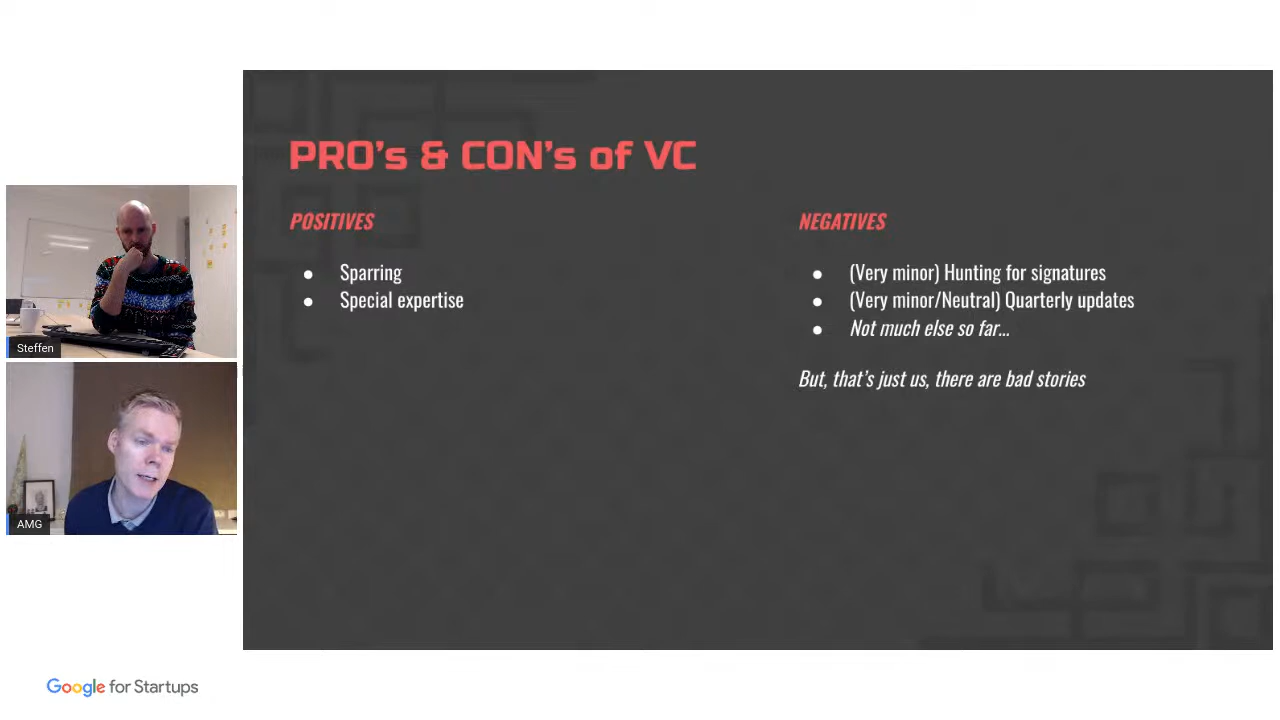 PRO's & CON's of VC
POSITIVES
● Sparring
● Special expertise
NEGATIVES
● (Very minor) Hunting for signatures
● (Very minor/Neutral) Quarterly updates
● Not much else so far...
But, that's just us, there are bad stories
Steffen
AMG
Google for Startups